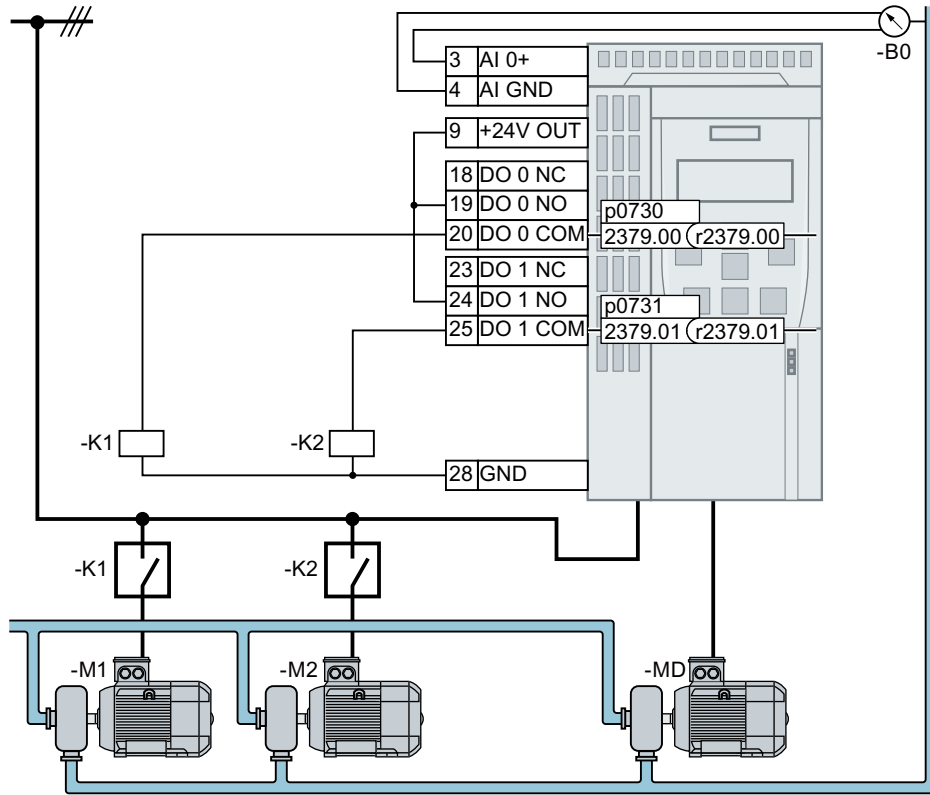 -B0
3 AI 0+
4 AI GND
9 +24V OUT
18 DO 0 NC
19 DO 0 NO
p0730
20 DO 0 COM 2379.00 r2379.00
23 DO 1 NC
24 DO 1 NO
p0731
25 DO 1 COM 2379.01 r2379.01
-K1 -K2
28 GND
-K1 -K2
-M1 -M2 -MD